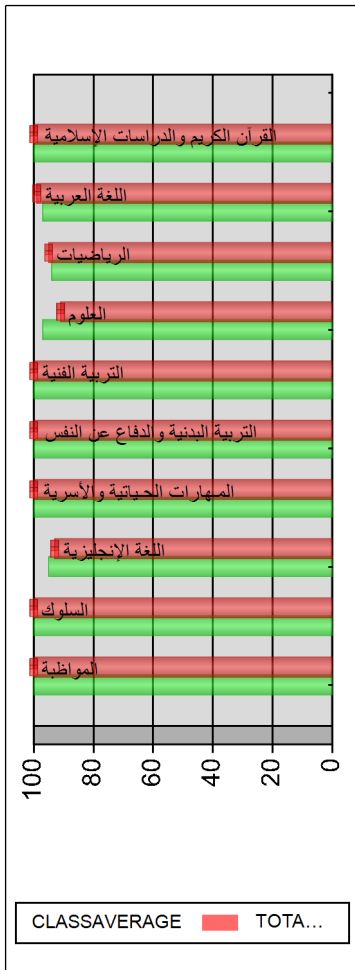 القرآن الكريم والدراسات الإسلامية
اللغة العربية
الرياضيات
العلوم
التربية الفنية
التربية البدنية والدفاع عن النفس
المهارات الحياتية والأسرية
اللغة الإنجليزية
السلوك
المواظبة
100 80 60 40 20 0
CLASSAVERAGE TOTA...